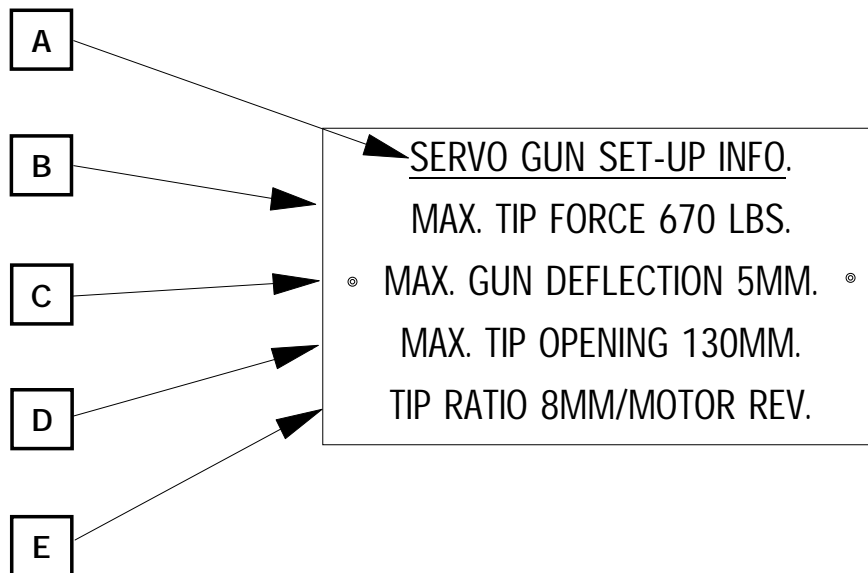 A
SERVO GUN SET-UP INFO.
B
MAX. TIP FORCE 670 LBS.
C
MAX. GUN DEFLECTION 5MM.
D
MAX. TIP OPENING 130MM.
E
TIP RATIO 8MM/MOTOR REV.